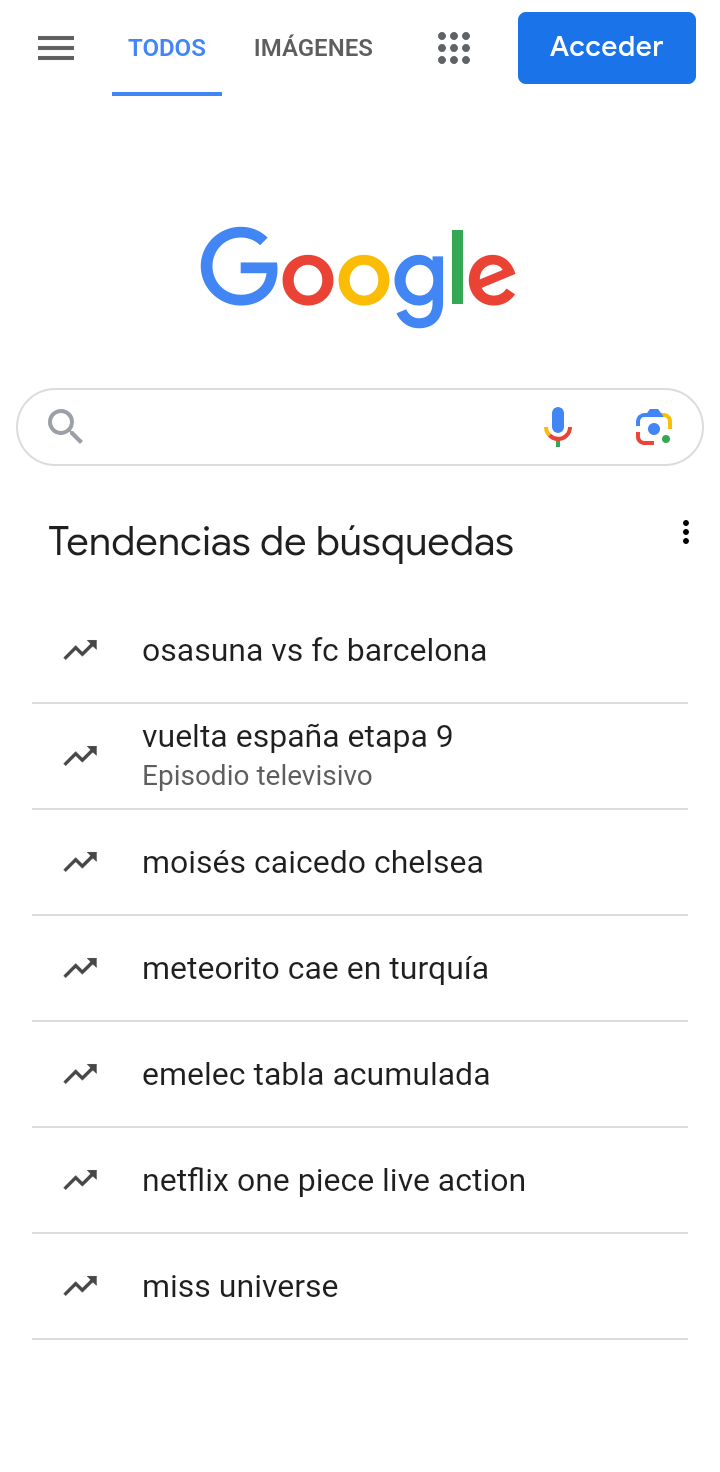 TODOS
IMÁGENES
Acceder
Google
Tendencias de búsquedas
osasuna vs fc barcelona
vuelta españa etapa 9
Episodio televisivo
moisés caicedo chelsea
meteorito cae en turquía
emelec tabla acumulada
netflix one piece live action
miss universe